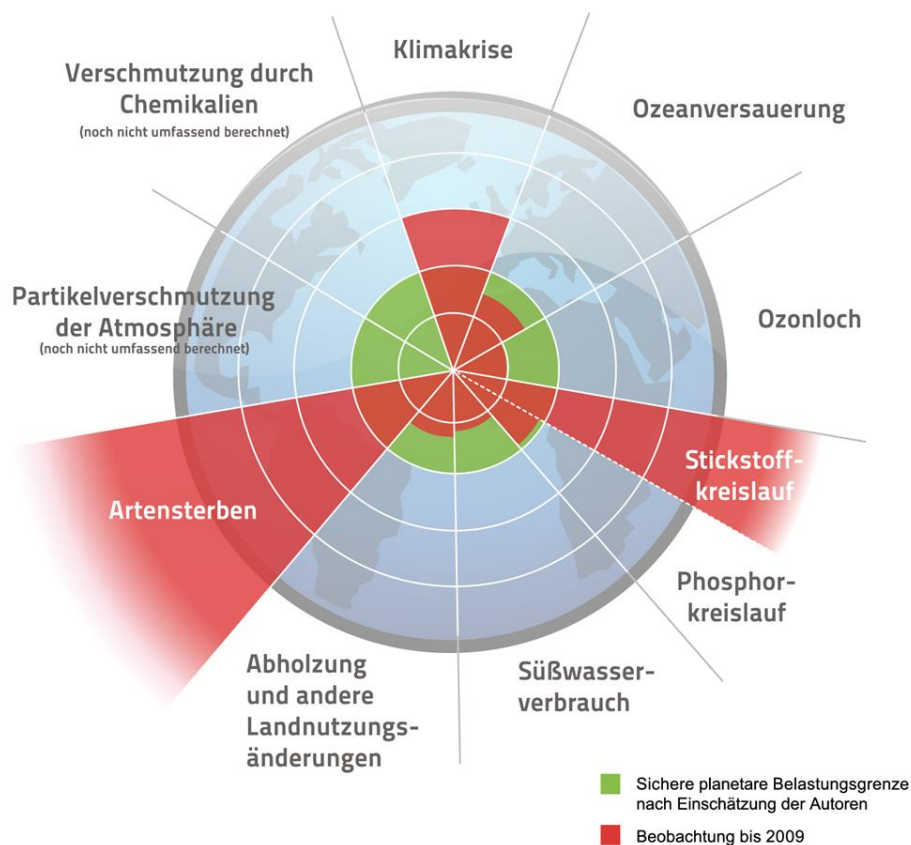 Klimakrise
Ozeanversauerung
Ozonloch
Stickstoff-
kreislauf
Phosphor-
kreislauf
Süßwasser-
verbrauch
Abholzung
und andere
Landnutzungs-
änderungen
Artensterben
Partikelverschmutzung
der Atmosphäre
(noch nicht umfassend berechnet)
Verschmutzung durch
Chemikalien
(noch nicht umfassend berechnet)
Sichere planetare Belastungsgrenze
nach Einschätzung der Autoren
Beobachtung bis 2009